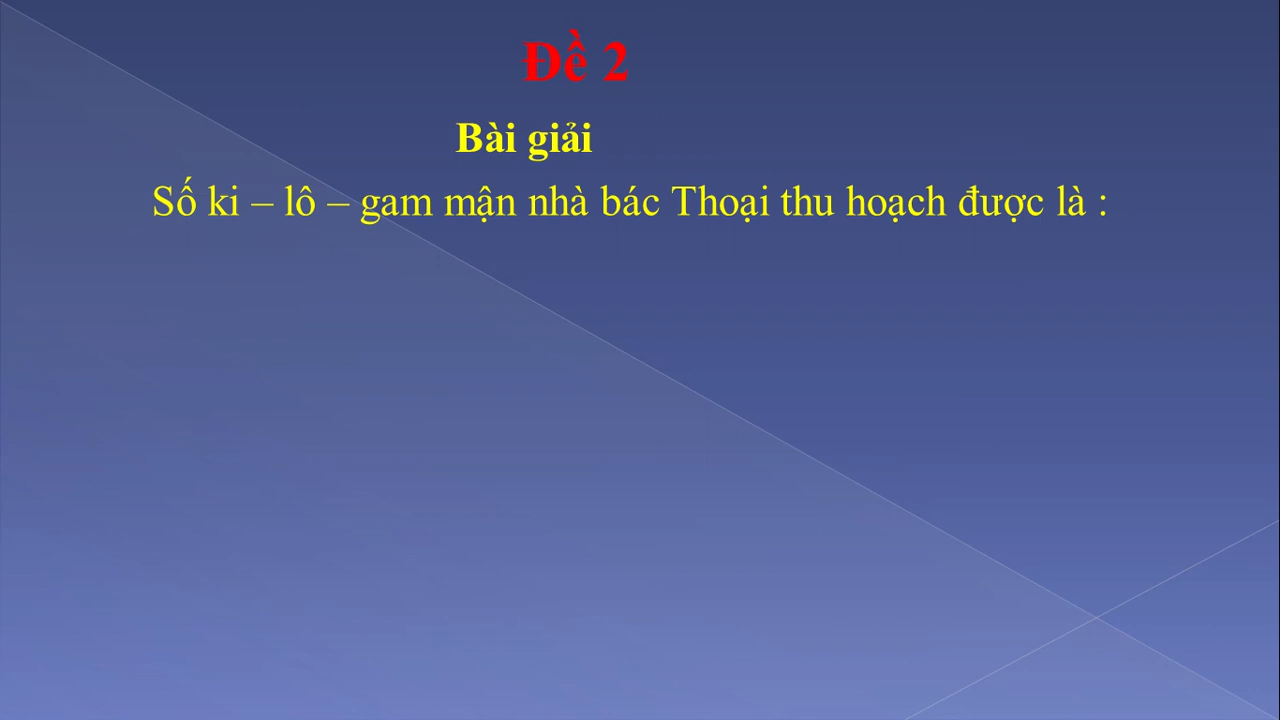 Đề 2
Bài giải
Số ki – lô – gam mận nhà bác Thoại thu hoạch được là :